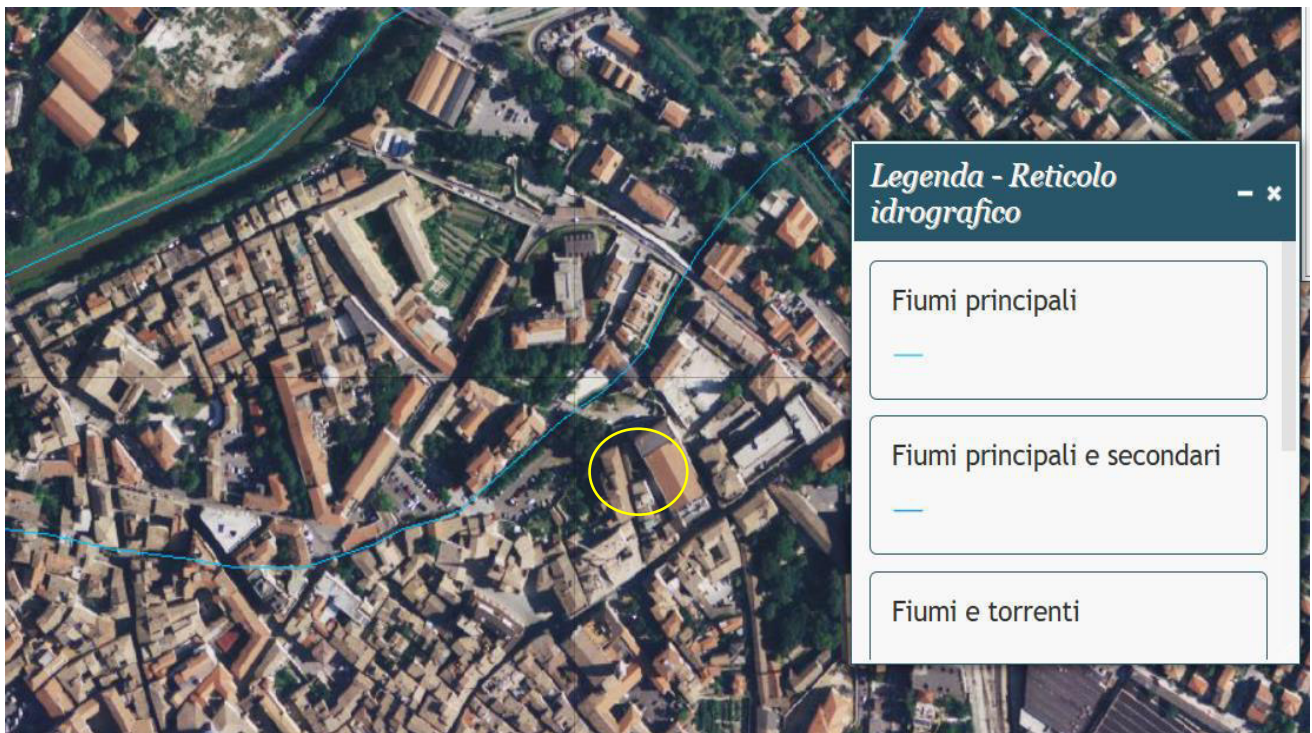 Legenda - Reticolo
idrografico
Fiumi principali
Fiumi principali e secondari
Fiumi e torrenti